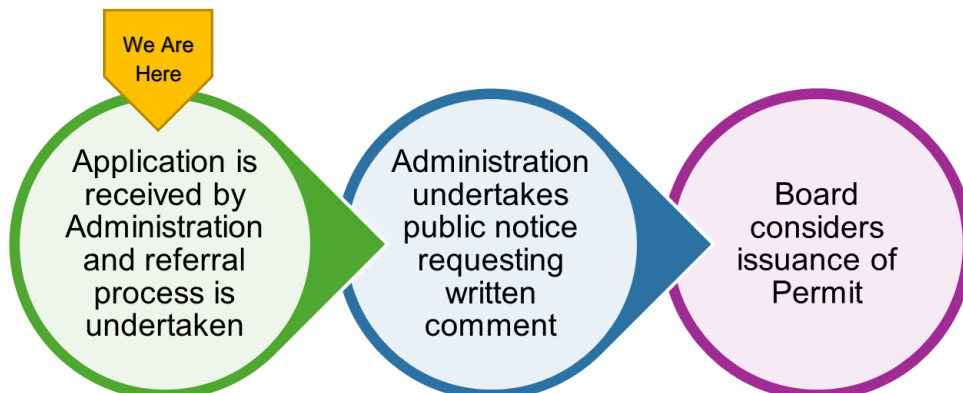 We Are
Here
Application is
received by
Administration
and referral
process is
undertaken
Administration
undertakes
public notice
requesting
written
comment
Board
considers
issuance of
Permit